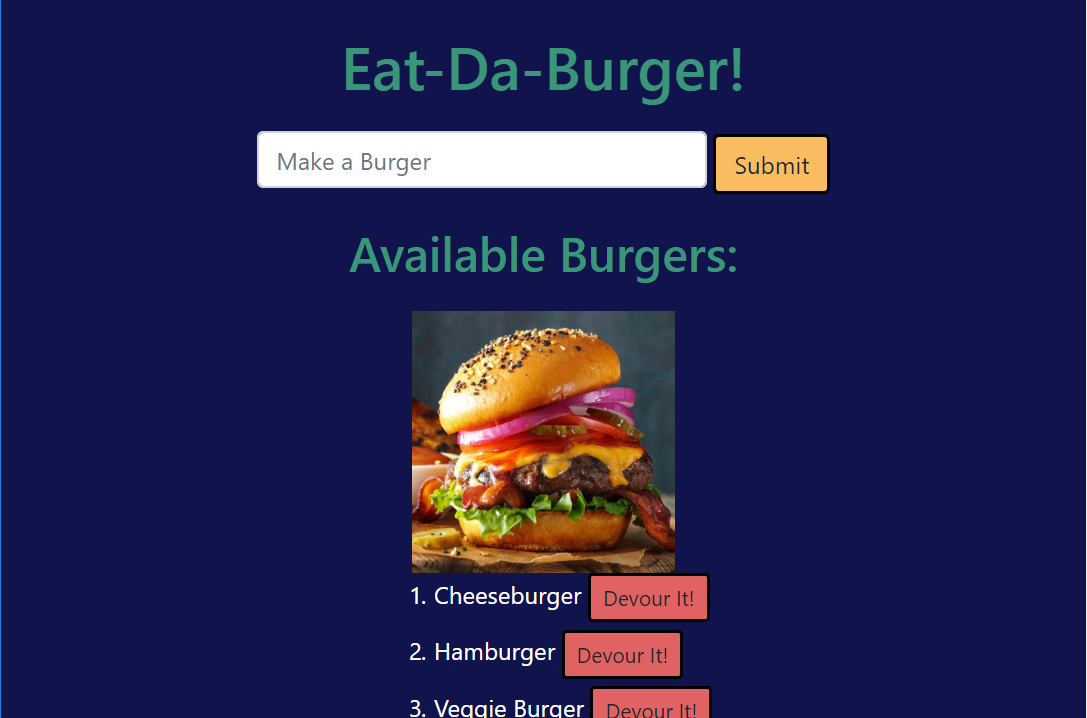 Eat-Da-Burger!
Make a Burger Submit
Available Burgers:
1. Cheeseburger Devour It!
2. Hamburger Devour It!
3. Veggie Burger Devour It!